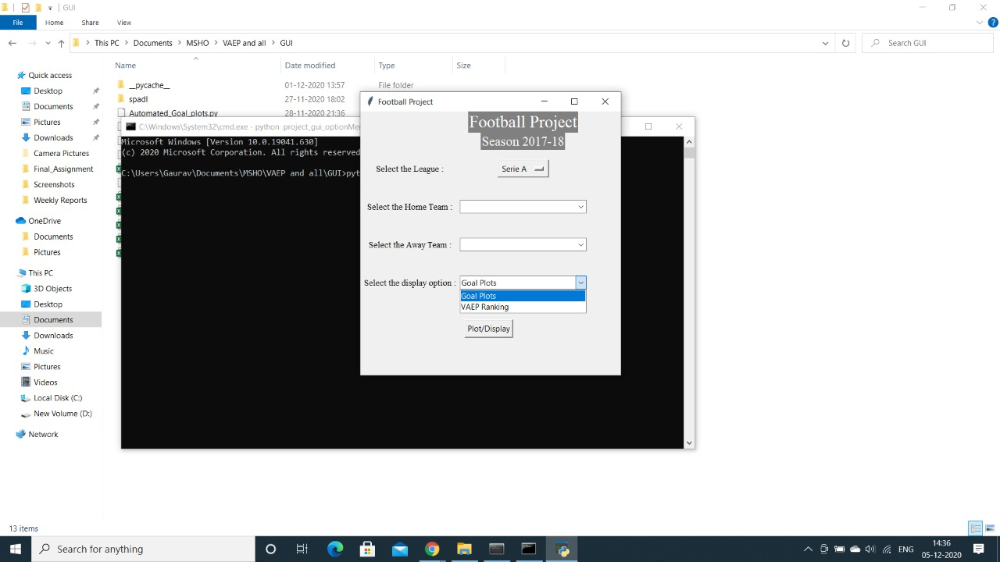 GUI
File
Home
Share
View
This PC
Documents
MSHO
VAEP and all
GUI
Search GUI
Name
Date modified
Type
Size
Quick access
Desktop
Documents
Pictures
Downloads
Camera Pictures
Final_Assignment
Screenshots
Weekly Reports
OneDrive
Documents
Pictures
This PC
3D Objects
Desktop
Documents
Downloads
Music
Pictures
Videos
Local Disk (C:)
New Volume (D:)
Network
__pycache__ 01-12-2020 13:57 File folder
spadl 27-11-2020 18:02
Automated_Goal_plots.py 28-11-2020 21:36
C:\Windows\System32\cmd.exe - python project_gui_optionMe
Microsoft Windows [Version 10.0.19041.630]
(c) 2020 Microsoft Corporation. All rights reserved
C:\Users\Gaurav\Documents\MSHO\VAEP and all\GUI>pyt
Football Project
Football Project
Season 2017-18
Select the League : Serie A
Select the Home Team :
Select the Away Team :
Select the display option : Goal Plots
Goal Plots
VAEP Ranking
Plot/Display
13 items
Search for anything
ENG
14:36
05-12-2020